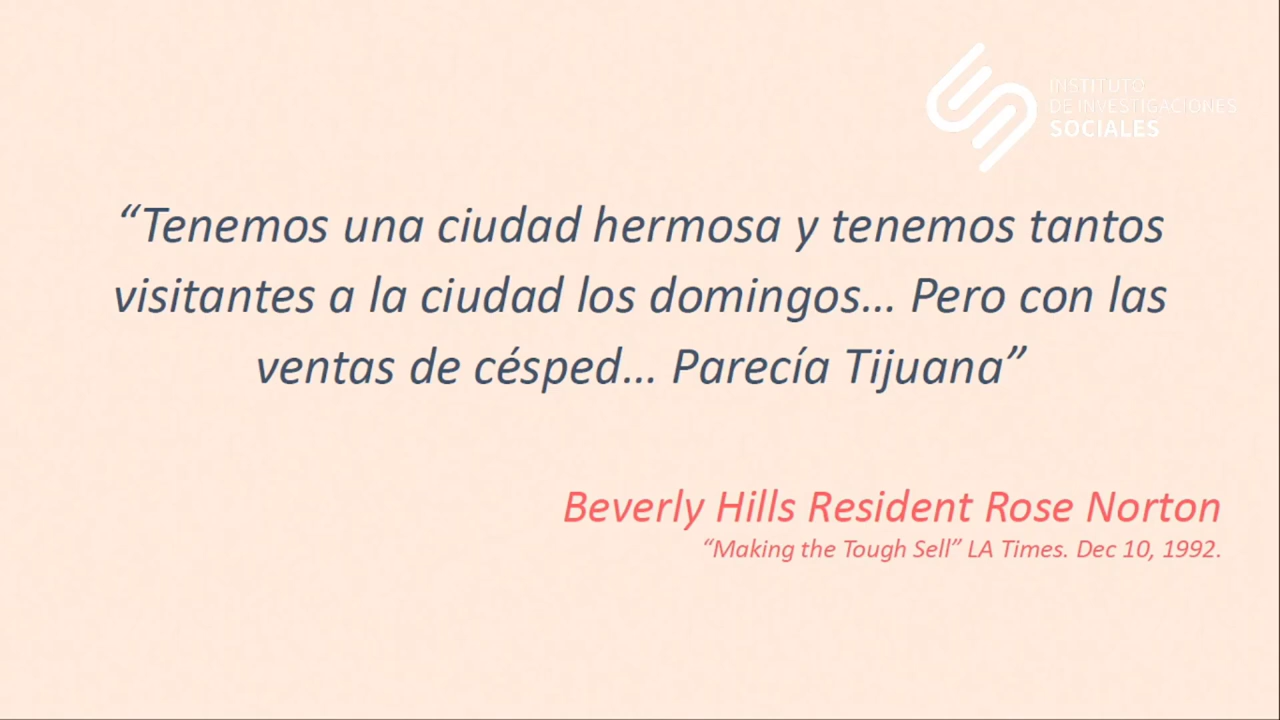 INSTITUTO
DE INVESTIGACIONES
SOCIALES
“Tenemos una ciudad hermosa y tenemos tantos
visitantes a la ciudad los domingos... Pero con las
ventas de césped... Parecía Tijuana”
Beverly Hills Resident Rose Norton
“Making the Tough Sell” LA Times. Dec 10, 1992.